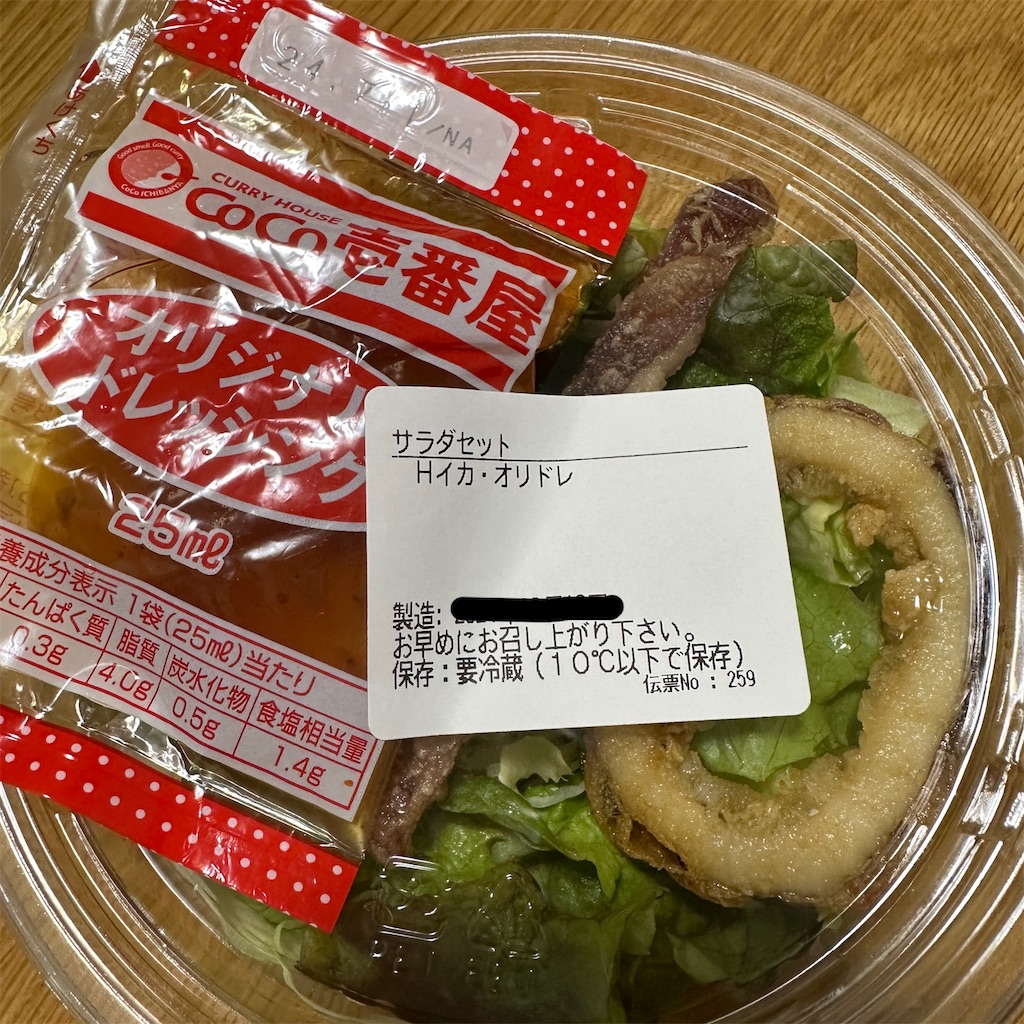 24.7.1/NA
Good smell, Good curry
CoCo ICHIBANYA
CURRY HOUSE
CoCo壱番屋
オリジナル
ドレッシング
25ml
養成分表示 1袋(25ml)当たり
たんぱく質 脂質 炭水化物 食塩相当量
0.3g 4.0g 0.5g 1.4g
サラダセット
Hイカ・オリドレ
製造:
お早めにお召し上がり下さい。
保存:要冷蔵(10℃以下で保存)
伝票No : 259